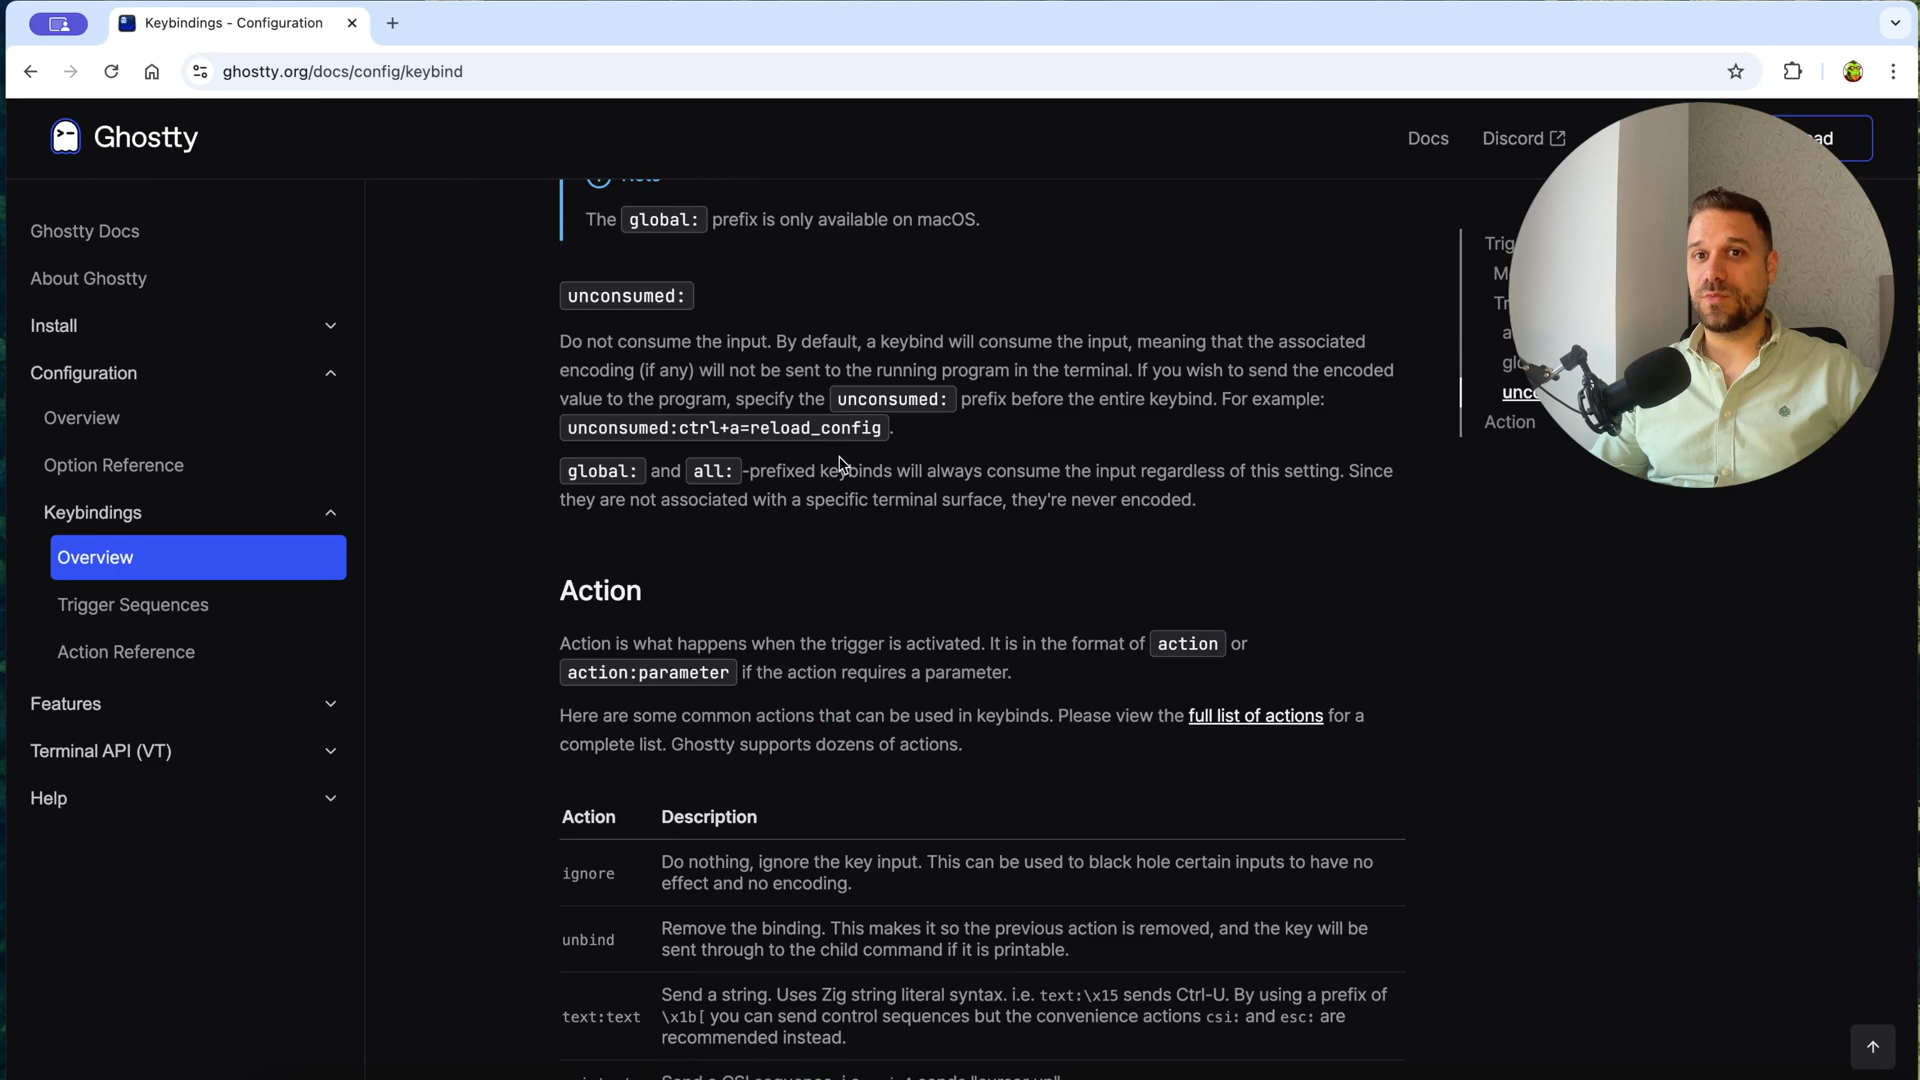 Keybindings - Configuration
ghostty.org/docs/config/keybind
Ghostty
Docs
Discord
ad
Ghostty Docs
About Ghostty
Install
Configuration
Overview
Option Reference
Keybindings
Overview
Trigger Sequences
Action Reference
Features
Terminal API (VT)
Help
The global: prefix is only available on macOS.
unconsumed:
Do not consume the input. By default, a keybind will consume the input, meaning that the associated
encoding (if any) will not be sent to the running program in the terminal. If you wish to send the encoded
value to the program, specify the unconsumed: prefix before the entire keybind. For example:
unconsumed:ctrl+a=reload_config.
global: and all: -prefixed keybinds will always consume the input regardless of this setting. Since
they are not associated with a specific terminal surface, they're never encoded.
Action
Action is what happens when the trigger is activated. It is in the format of action or
action:parameter if the action requires a parameter.
Here are some common actions that can be used in keybinds. Please view the full list of actions for a
complete list. Ghostty supports dozens of actions.
Action Description
ignore Do nothing, ignore the key input. This can be used to black hole certain inputs to have no
effect and no encoding.
unbind Remove the binding. This makes it so the previous action is removed, and the key will be
sent through to the child command if it is printable.
text:text Send a string. Uses Zig string literal syntax. i.e. text:\x15 sends Ctrl-U. By using a prefix of
\x1b[ you can send control sequences but the convenience actions csi: and esc: are
recommended instead.
Trig
M
Tr
a
glo
unco
Action